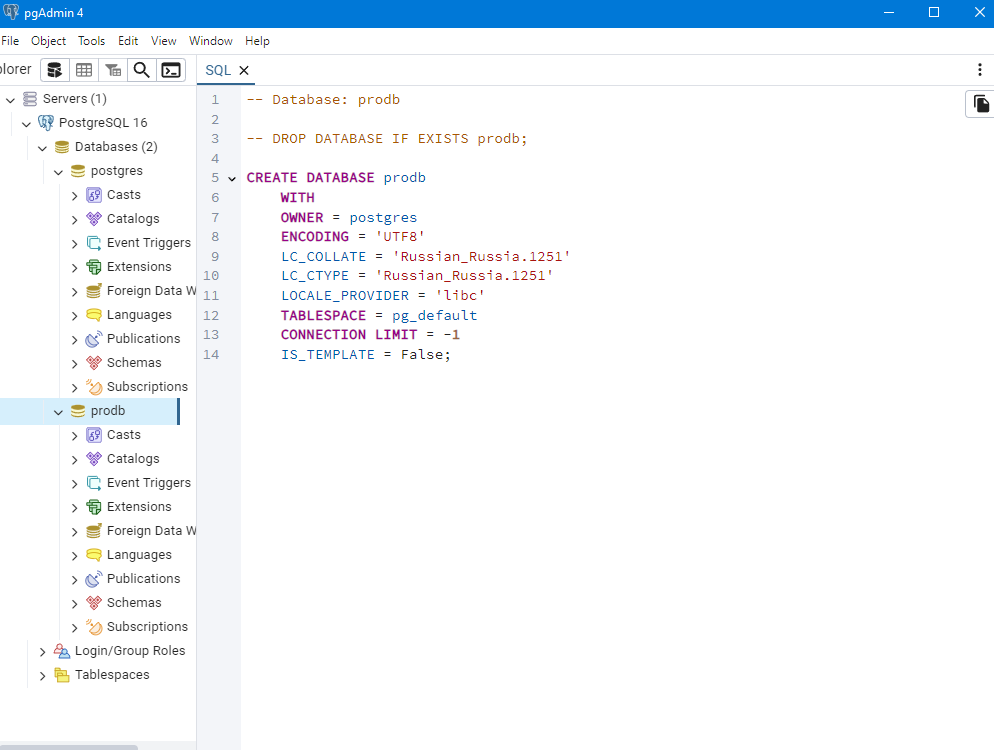 pgAdmin 4
File Object Tools Edit View Window Help
plorer
SQL
Servers (1)
PostgreSQL 16
Databases (2)
postgres
Casts
Catalogs
Event Triggers
Extensions
Foreign Data W
Languages
Publications
Schemas
Subscriptions
prodb
Casts
Catalogs
Event Triggers
Extensions
Foreign Data W
Languages
Publications
Schemas
Subscriptions
Login/Group Roles
Tablespaces
1 -- Database: prodb
2
3 -- DROP DATABASE IF EXISTS prodb;
4
5 CREATE DATABASE prodb
6 WITH
7 OWNER = postgres
8 ENCODING = 'UTF8'
9 LC_COLLATE = 'Russian_Russia.1251'
10 LC_CTYPE = 'Russian_Russia.1251'
11 LOCALE_PROVIDER = 'libc'
12 TABLESPACE = pg_default
13 CONNECTION LIMIT = -1
14 IS_TEMPLATE = False;